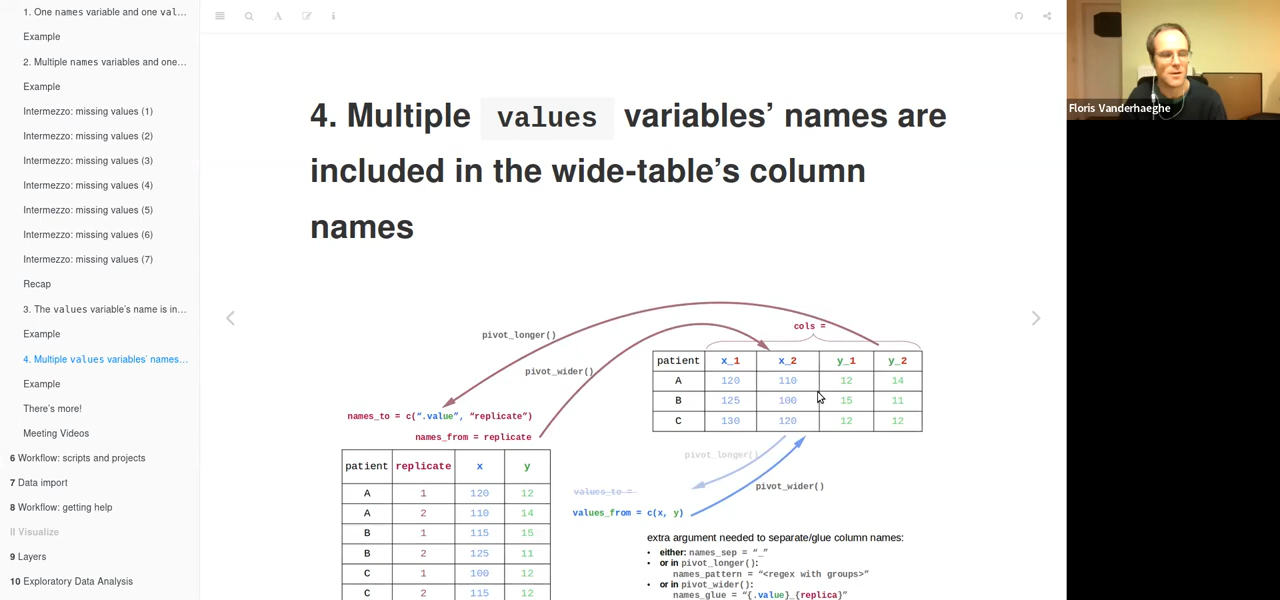 1. One names variable and one val...
Example
2. Multiple names variables and one...
Example
Intermezzo: missing values (1)
Intermezzo: missing values (2)
Intermezzo: missing values (3)
Intermezzo: missing values (4)
Intermezzo: missing values (5)
Intermezzo: missing values (6)
Intermezzo: missing values (7)
Recap
3. The values variable's name is in...
Example
4. Multiple values variables' names...
Example
There's more!
Meeting Videos
6 Workflow: scripts and projects
7 Data import
8 Workflow: getting help
II Visualize
9 Layers
10 Exploratory Data Analysis
A
i
4. Multiple values variables' names are
included in the wide-table's column
names
pivot_longer()
pivot_wider()
cols =
patient x_1 x_2 y_1 y_2
A 120 110 12 14
B 125 100 15 11
C 130 120 12 12
names_to = c(".value", "replicate")
names_from = replicate
patient replicate x y
A 1 120 12
A 2 110 14
B 1 115 15
B 2 125 11
C 1 100 12
C 2 115 12
pivot_longer()
values_to =
pivot_wider()
values_from = c(x, y)
extra argument needed to separate/glue column names:
• either: names_sep = "_"
• or in pivot_longer():
names_pattern = "<regex with groups>"
• or in pivot_wider():
names_glue = "{.value}_{replica}"
Floris Vanderhaeghe